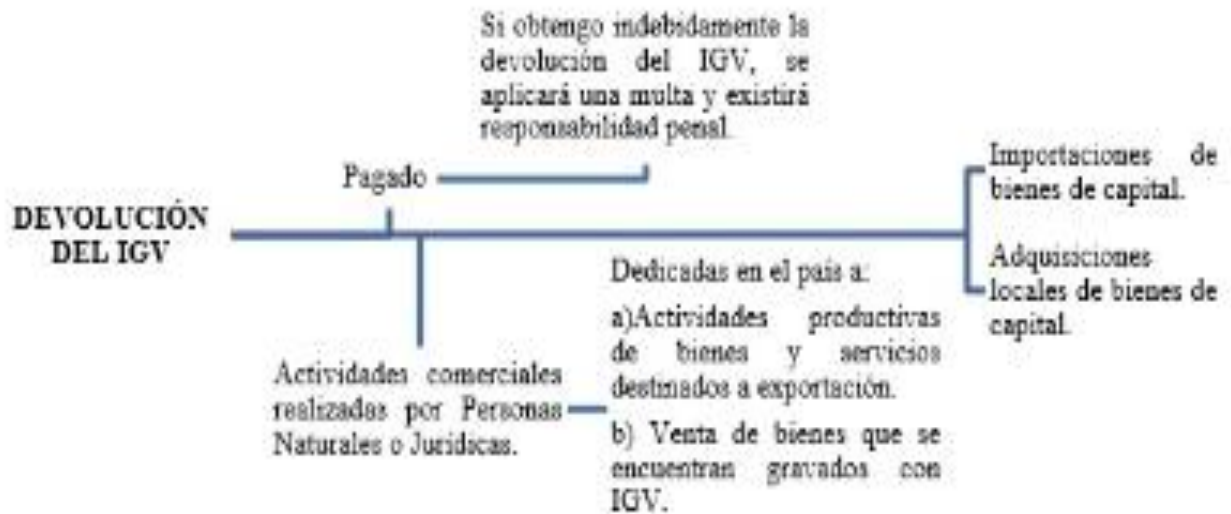 Si obtengo indebidamente la
devolución del IGV, se
aplicará una multa y existirá
responsabilidad penal.
Pagado
DEVOLUCIÓN
DEL IGV
Importaciones de
bienes de capital.
Adquisiciones
locales de bienes de
capital.
Dedicadas en el país a:
a)Actividades productivas
de bienes y servicios
destinados a exportación.
b) Venta de bienes que se
encuentran gravados con
IGV.
Actividades comerciales
realizadas por Personas
Naturales o Jurídicas.